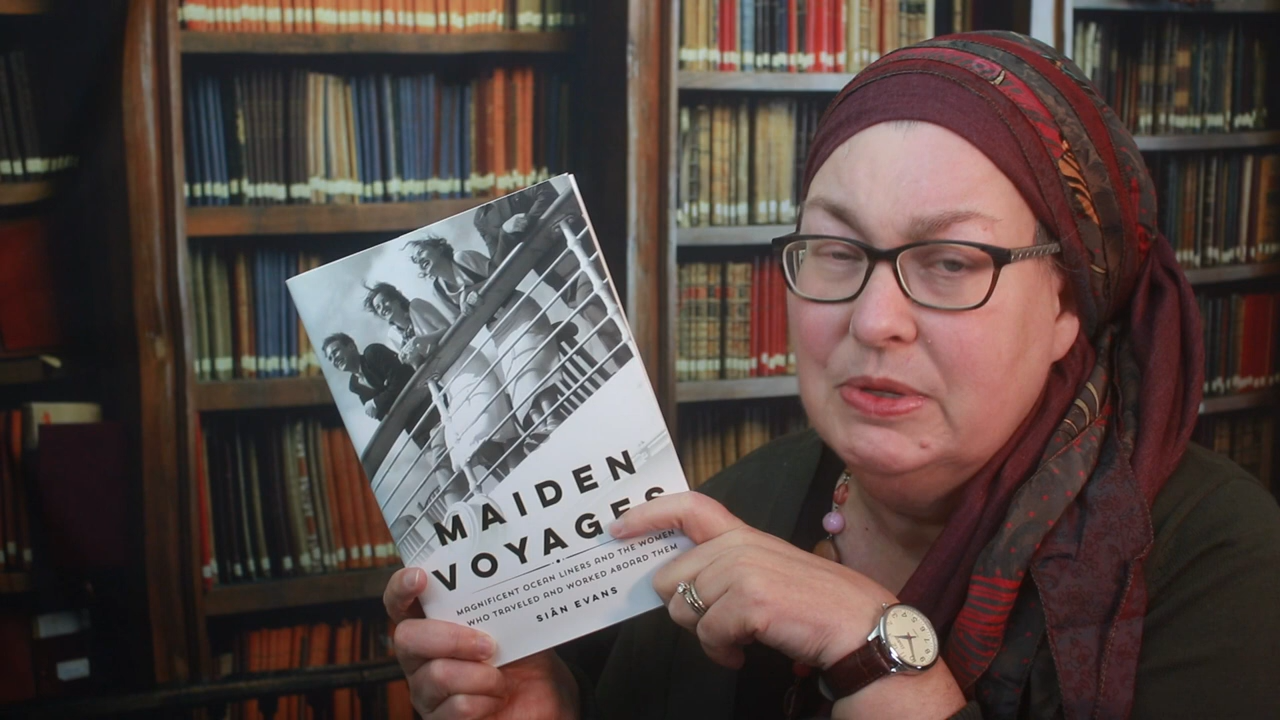 MAIDEN
VOYAGES
MAGNIFICENT OCEAN LINERS AND THE WOMEN
WHO TRAVELED AND WORKED ABOARD THEM
SIÂN EVANS